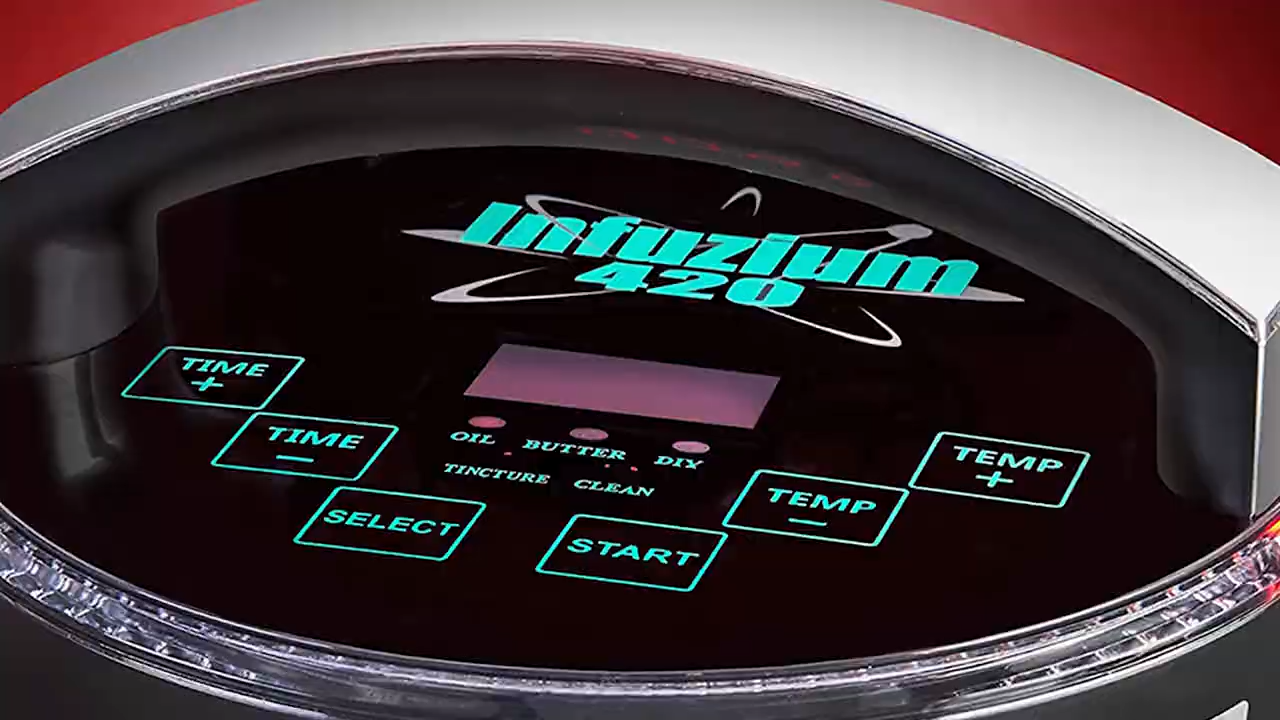 Infuzium
420
TIME
+
TIME
−
SELECT
OIL BUTTER DIY
TINCTURE CLEAN
START
TEMP
−
TEMP
+